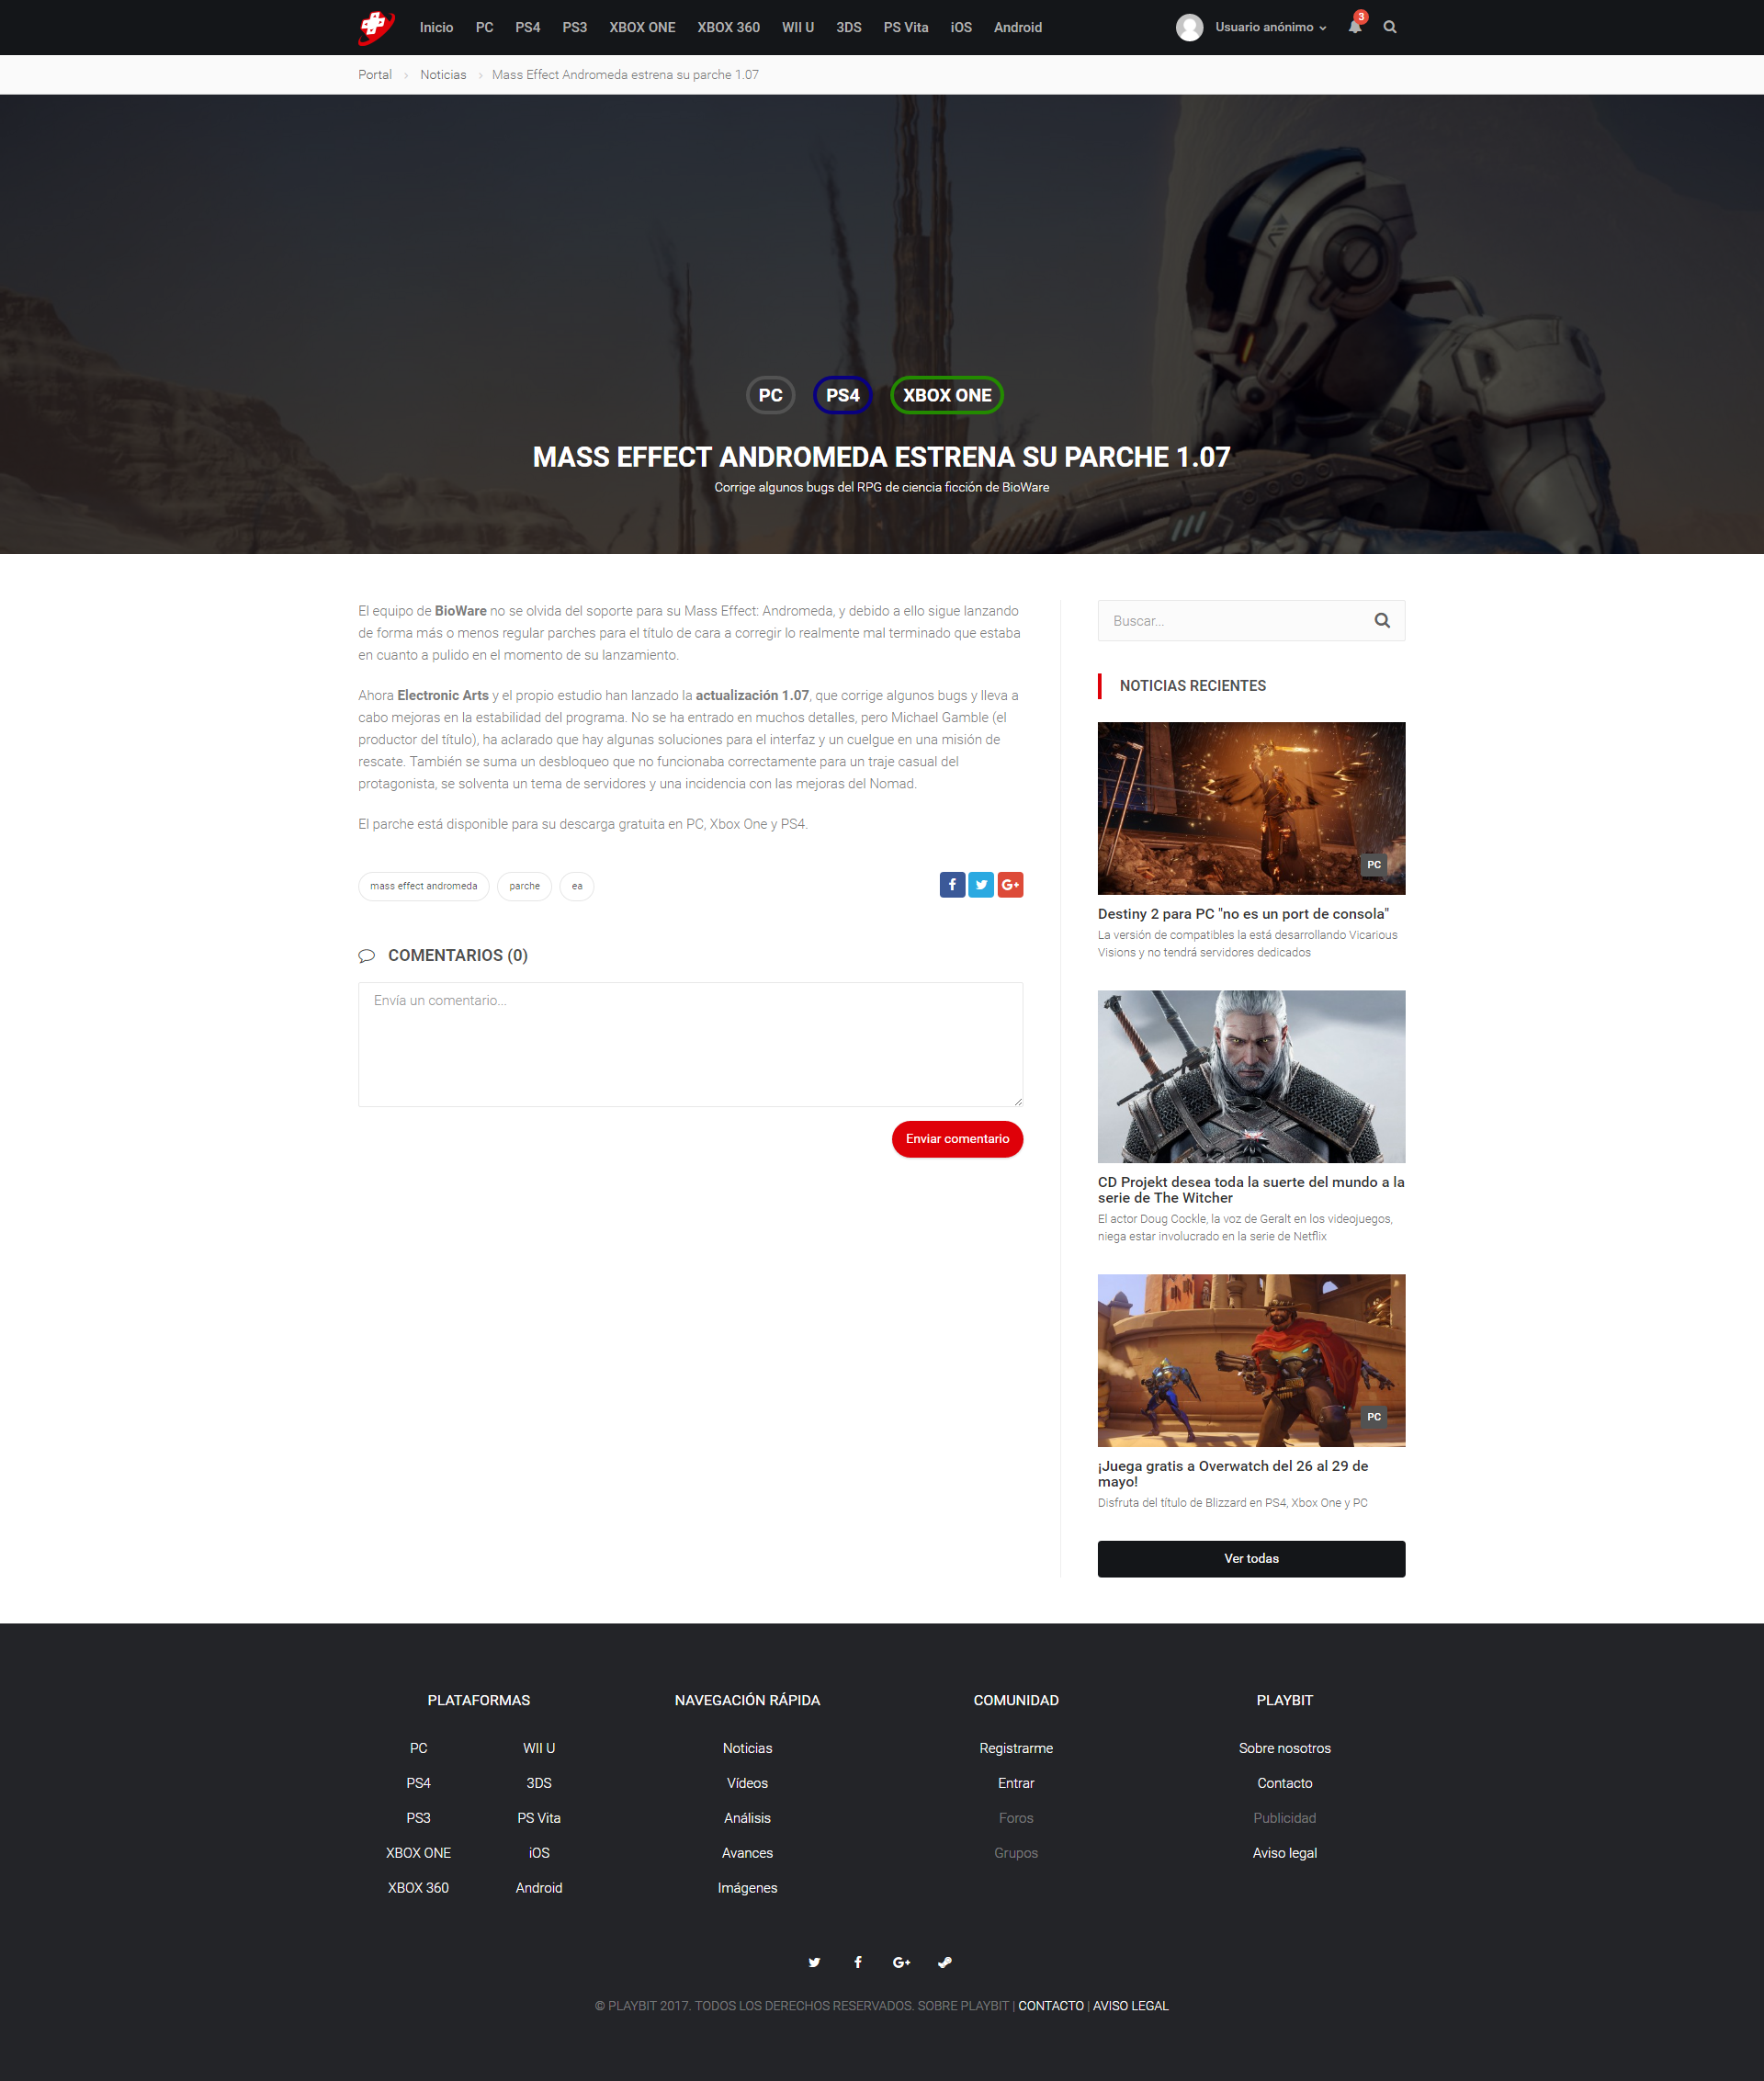 Inicio PC PS4 PS3 XBOX ONE XBOX 360 WII U 3DS PS Vita iOS Android Usuario anónimo 3
Portal › Noticias › Mass Effect Andromeda estrena su parche 1.07
PC PS4 XBOX ONE
MASS EFFECT ANDROMEDA ESTRENA SU PARCHE 1.07
Corrige algunos bugs del RPG de ciencia ficción de BioWare
El equipo de BioWare no se olvida del soporte para su Mass Effect: Andromeda, y debido a ello sigue lanzando
de forma más o menos regular parches para el título de cara a corregir lo realmente mal terminado que estaba
en cuanto a pulido en el momento de su lanzamiento.
Ahora Electronic Arts y el propio estudio han lanzado la actualización 1.07, que corrige algunos bugs y lleva a
cabo mejoras en la estabilidad del programa. No se ha entrado en muchos detalles, pero Michael Gamble (el
productor del título), ha aclarado que hay algunas soluciones para el interfaz y un cuelgue en una misión de
rescate. También se suma un desbloqueo que no funcionaba correctamente para un traje casual del
protagonista, se solventa un tema de servidores y una incidencia con las mejoras del Nomad.
El parche está disponible para su descarga gratuita en PC, Xbox One y PS4.
mass effect andromeda parche ea
COMENTARIOS (0)
Envía un comentario...
Enviar comentario
Buscar...
NOTICIAS RECIENTES
PC
Destiny 2 para PC "no es un port de consola"
La versión de compatibles la está desarrollando Vicarious
Visions y no tendrá servidores dedicados
CD Projekt desea toda la suerte del mundo a la
serie de The Witcher
El actor Doug Cockle, la voz de Geralt en los videojuegos,
niega estar involucrado en la serie de Netflix
PC
¡Juega gratis a Overwatch del 26 al 29 de
mayo!
Disfruta del título de Blizzard en PS4, Xbox One y PC
Ver todas
PLATAFORMAS
PC WII U
PS4 3DS
PS3 PS Vita
XBOX ONE iOS
XBOX 360 Android
NAVEGACIÓN RÁPIDA
Noticias
Vídeos
Análisis
Avances
Imágenes
COMUNIDAD
Registrarme
Entrar
Foros
Grupos
PLAYBIT
Sobre nosotros
Contacto
Publicidad
Aviso legal
© PLAYBIT 2017. TODOS LOS DERECHOS RESERVADOS. SOBRE PLAYBIT | CONTACTO | AVISO LEGAL